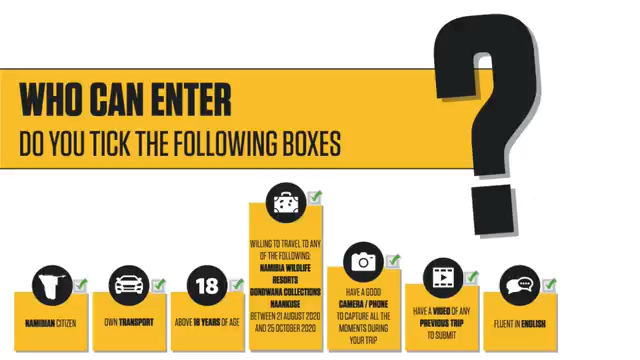 ?
WHO CAN ENTER
DO YOU TICK THE FOLLOWING BOXES
NAMIBIAN CITIZEN
OWN TRANSPORT
18
ABOVE 18 YEARS OF AGE
WILLING TO TRAVEL TO ANY
OF THE FOLLOWING:
NAMIBIA WILDLIFE
RESORTS
GONDWANA COLLECTIONS
NAANKUSE
BETWEEN 21 AUGUST 2020
AND 25 OCTOBER 2020
HAVE A GOOD
CAMERA / PHONE
TO CAPTURE ALL THE
MOMENTS DURING
YOUR TRIP
HAVE A VIDEO OF ANY
PREVIOUS TRIP
TO SUBMIT
FLUENT IN ENGLISH